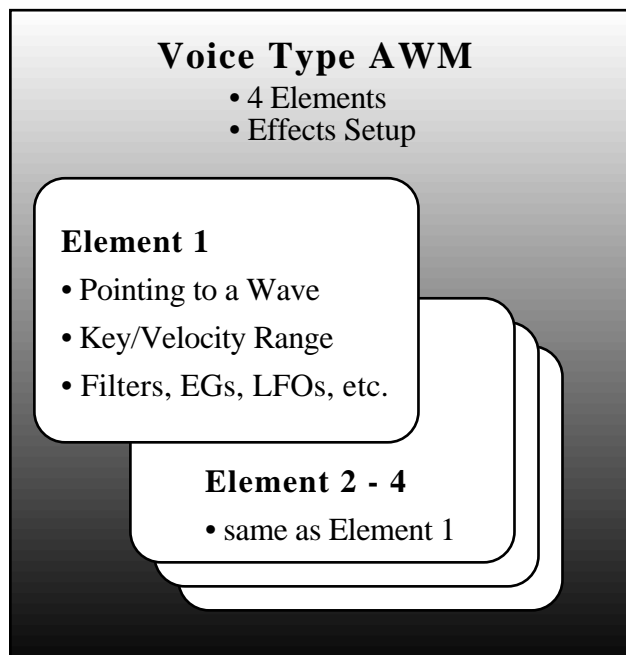 Voice Type AWM
• 4 Elements
• Effects Setup
Element 1
• Pointing to a Wave
• Key/Velocity Range
• Filters, EGs, LFOs, etc.
Element 2 - 4
• same as Element 1